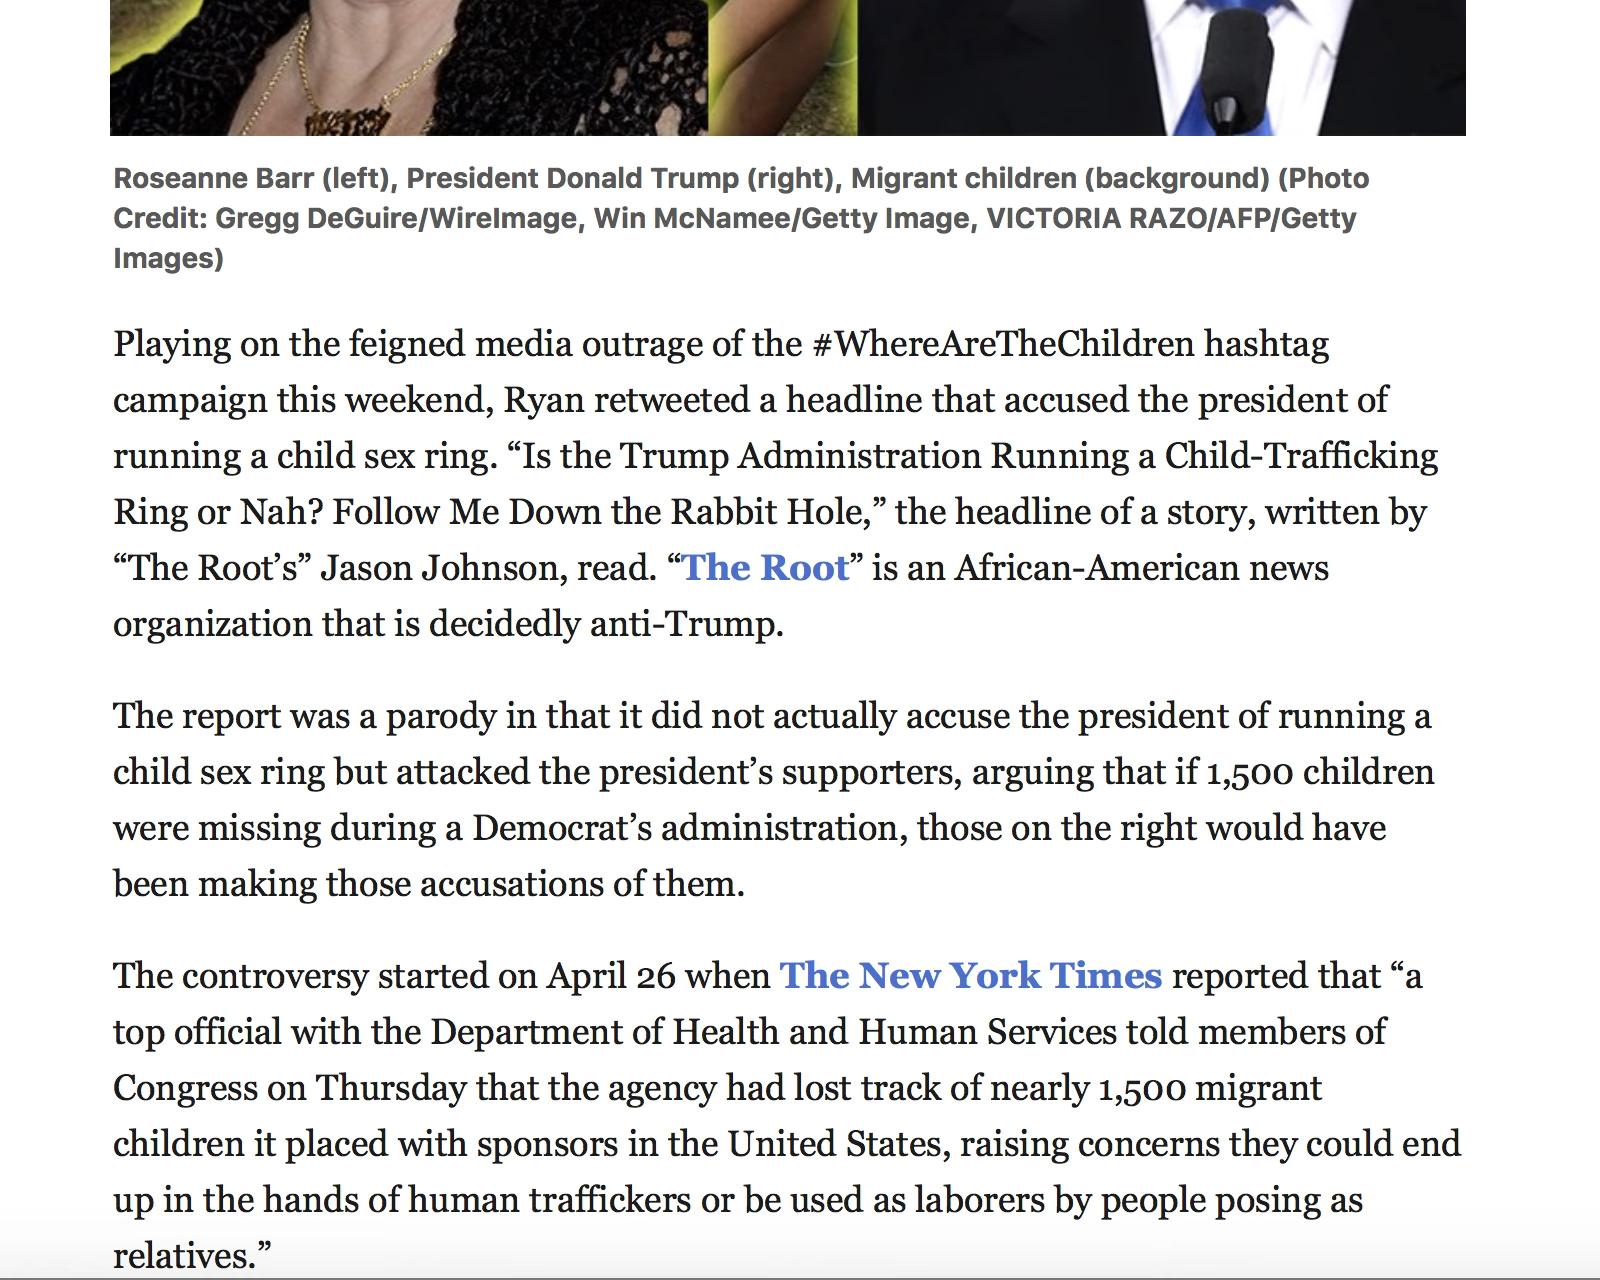 Roseanne Barr (left), President Donald Trump (right), Migrant children (background) (Photo
Credit: Gregg DeGuire/WireImage, Win McNamee/Getty Image, VICTORIA RAZO/AFP/Getty
Images)
Playing on the feigned media outrage of the #WhereAreTheChildren hashtag
campaign this weekend, Ryan retweeted a headline that accused the president of
running a child sex ring. “Is the Trump Administration Running a Child-Trafficking
Ring or Nah? Follow Me Down the Rabbit Hole,” the headline of a story, written by
“The Root’s” Jason Johnson, read. “The Root” is an African-American news
organization that is decidedly anti-Trump.
The report was a parody in that it did not actually accuse the president of running a
child sex ring but attacked the president’s supporters, arguing that if 1,500 children
were missing during a Democrat’s administration, those on the right would have
been making those accusations of them.
The controversy started on April 26 when The New York Times reported that “a
top official with the Department of Health and Human Services told members of
Congress on Thursday that the agency had lost track of nearly 1,500 migrant
children it placed with sponsors in the United States, raising concerns they could end
up in the hands of human traffickers or be used as laborers by people posing as
relatives.”